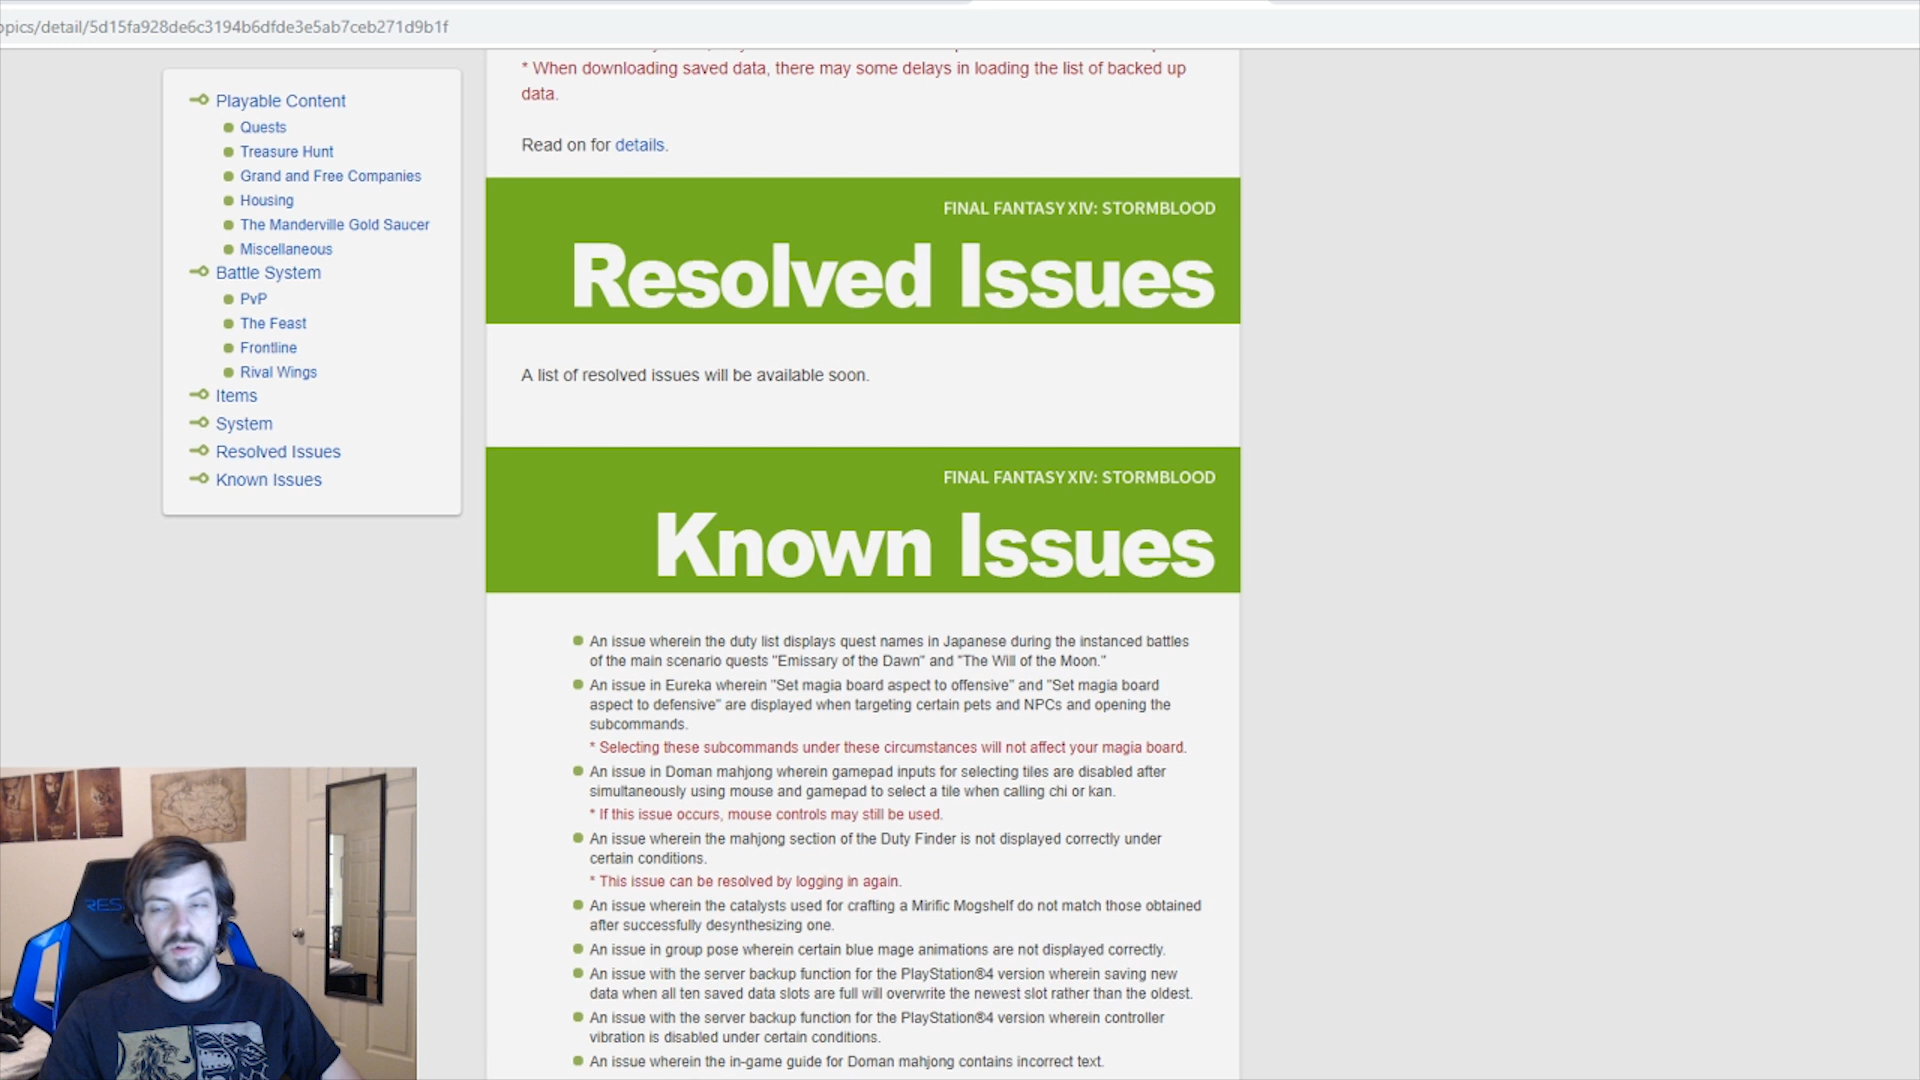 opics/detail/5d15fa928de6c3194b6dfde3e5ab7ceb271d9b1f
Playable Content
Quests
Treasure Hunt
Grand and Free Companies
Housing
The Manderville Gold Saucer
Miscellaneous
Battle System
PvP
The Feast
Frontline
Rival Wings
Items
System
Resolved Issues
Known Issues
* When downloading saved data, there may some delays in loading the list of backed up
data.
Read on for details.
FINAL FANTASY XIV: STORMBLOOD
Resolved Issues
A list of resolved issues will be available soon.
FINAL FANTASY XIV: STORMBLOOD
Known Issues
An issue wherein the duty list displays quest names in Japanese during the instanced battles
of the main scenario quests "Emissary of the Dawn" and "The Will of the Moon."
An issue in Eureka wherein "Set magia board aspect to offensive" and "Set magia board
aspect to defensive" are displayed when targeting certain pets and NPCs and opening the
subcommands.
* Selecting these subcommands under these circumstances will not affect your magia board.
An issue in Doman mahjong wherein gamepad inputs for selecting tiles are disabled after
simultaneously using mouse and gamepad to select a tile when calling chi or kan.
* If this issue occurs, mouse controls may still be used.
An issue wherein the mahjong section of the Duty Finder is not displayed correctly under
certain conditions.
* This issue can be resolved by logging in again.
An issue wherein the catalysts used for crafting a Mirific Mogshelf do not match those obtained
after successfully desynthesizing one.
An issue in group pose wherein certain blue mage animations are not displayed correctly.
An issue with the server backup function for the PlayStation®4 version wherein saving new
data when all ten saved data slots are full will overwrite the newest slot rather than the oldest.
An issue with the server backup function for the PlayStation®4 version wherein controller
vibration is disabled under certain conditions.
An issue wherein the in-game guide for Doman mahjong contains incorrect text.
RES